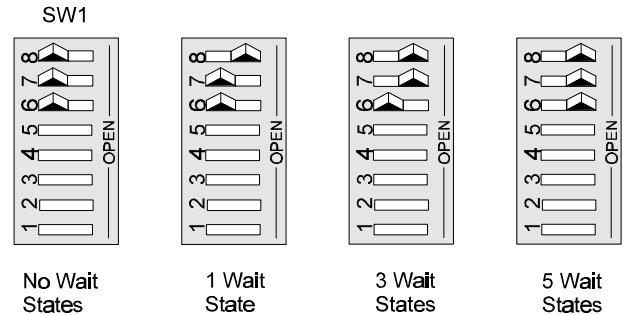 SW1
8 7 6 5 4 3 2 1 OPEN
8 7 6 5 4 3 2 1 OPEN
8 7 6 5 4 3 2 1 OPEN
8 7 6 5 4 3 2 1 OPEN
No Wait
States
1 Wait
State
3 Wait
States
5 Wait
States